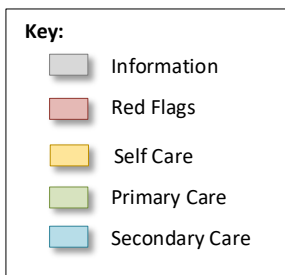 Key:
Information
Red Flags
Self Care
Primary Care
Secondary Care